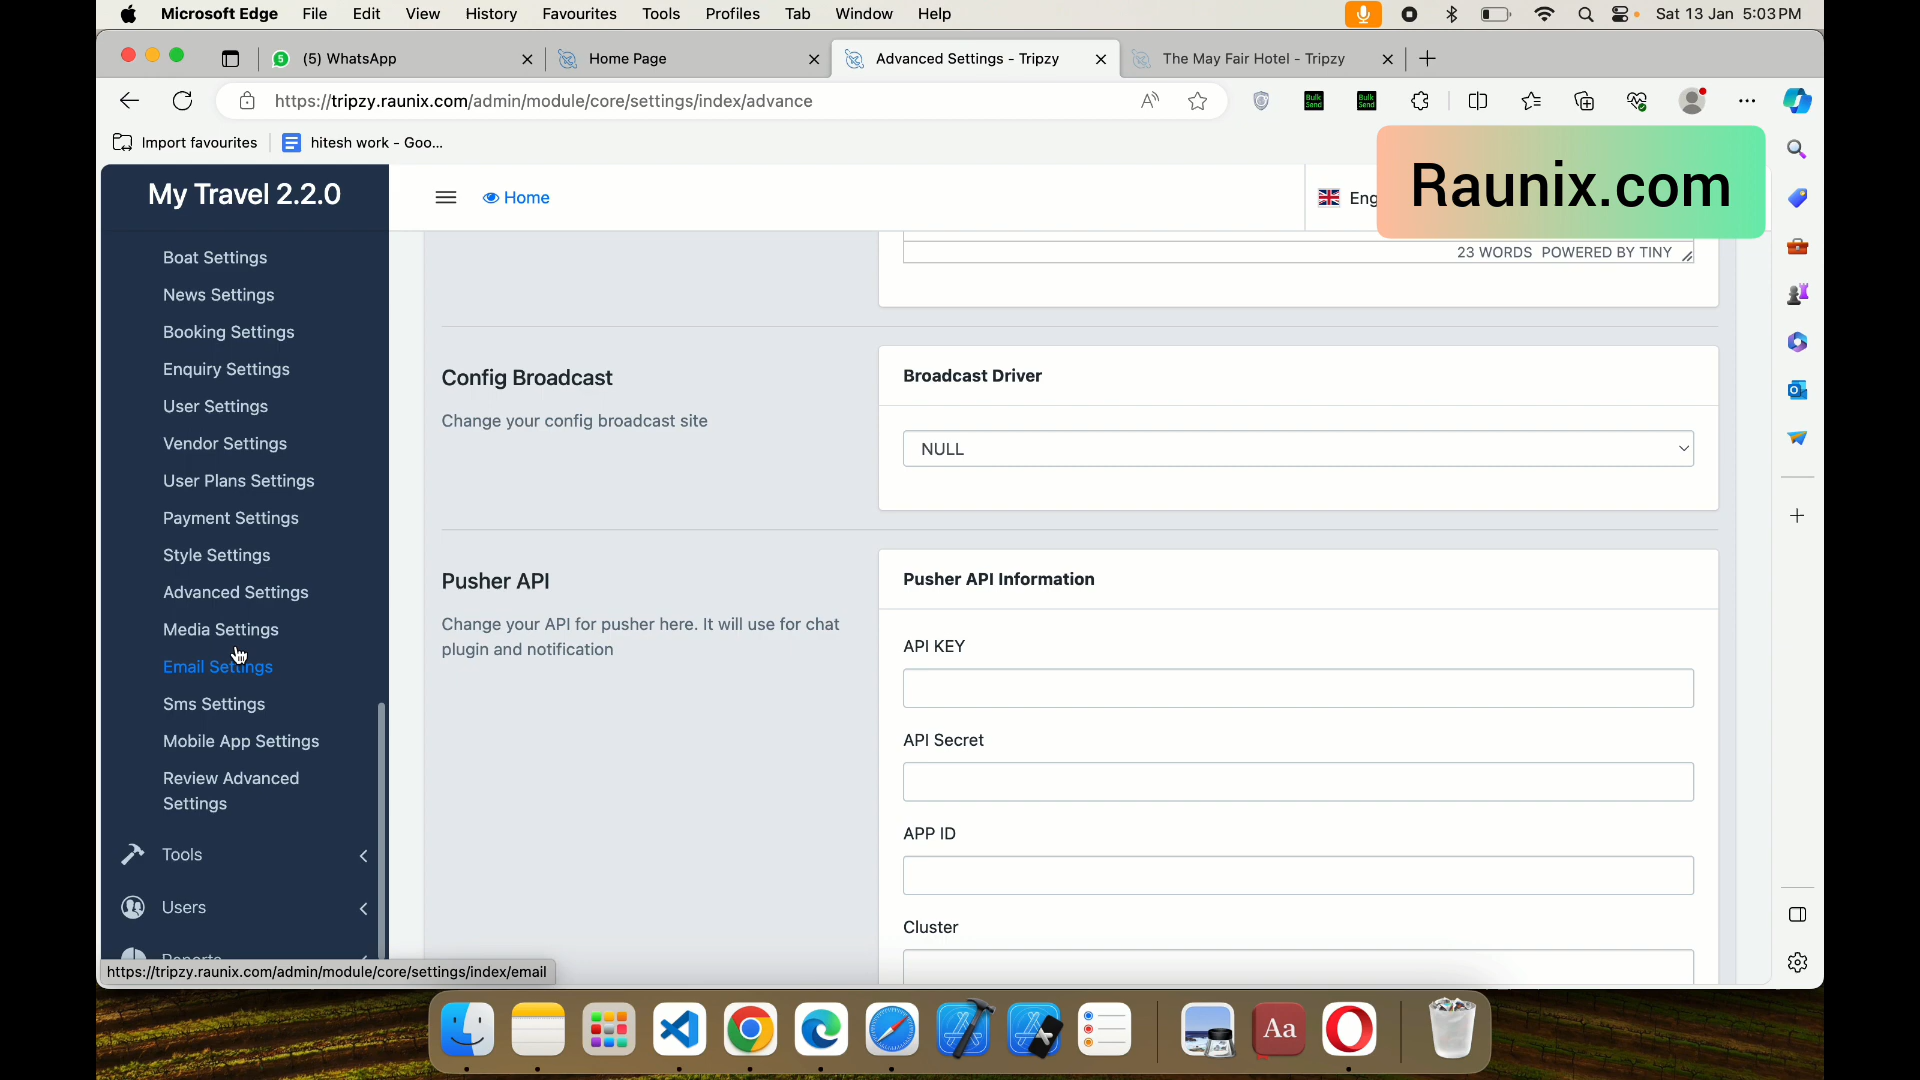 Microsoft Edge File Edit View History Favourites Tools Profiles Tab Window Help Sat 13 Jan 5:03 PM
5 (5) WhatsApp Home Page Advanced Settings - Tripzy The May Fair Hotel - Tripzy
https://tripzy.raunix.com/admin/module/core/settings/index/advance
Bulk Send Bulk Send
Import favourites hitesh work - Goo...
My Travel 2.2.0
Home
Eng
Raunix.com
23 WORDS POWERED BY TINY
Boat Settings
News Settings
Booking Settings
Enquiry Settings
User Settings
Vendor Settings
User Plans Settings
Payment Settings
Style Settings
Advanced Settings
Media Settings
Email Settings
Sms Settings
Mobile App Settings
Review Advanced
Settings
Tools
Users
Reports
https://tripzy.raunix.com/admin/module/core/settings/index/email
Config Broadcast
Change your config broadcast site
Broadcast Driver
NULL
Pusher API
Change your API for pusher here. It will use for chat
plugin and notification
Pusher API Information
API KEY
API Secret
APP ID
Cluster
Aa